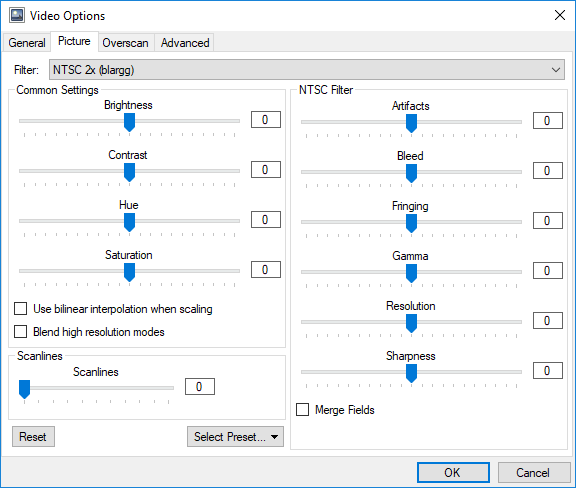 Video Options
General Picture Overscan Advanced
Filter: NTSC 2x (blargg)
Common Settings
Brightness
0
Contrast
0
Hue
0
Saturation
0
Use bilinear interpolation when scaling
Blend high resolution modes
Scanlines
Scanlines
0
Reset
Select Preset...
NTSC Filter
Artifacts
0
Bleed
0
Fringing
0
Gamma
0
Resolution
0
Sharpness
0
Merge Fields
OK
Cancel